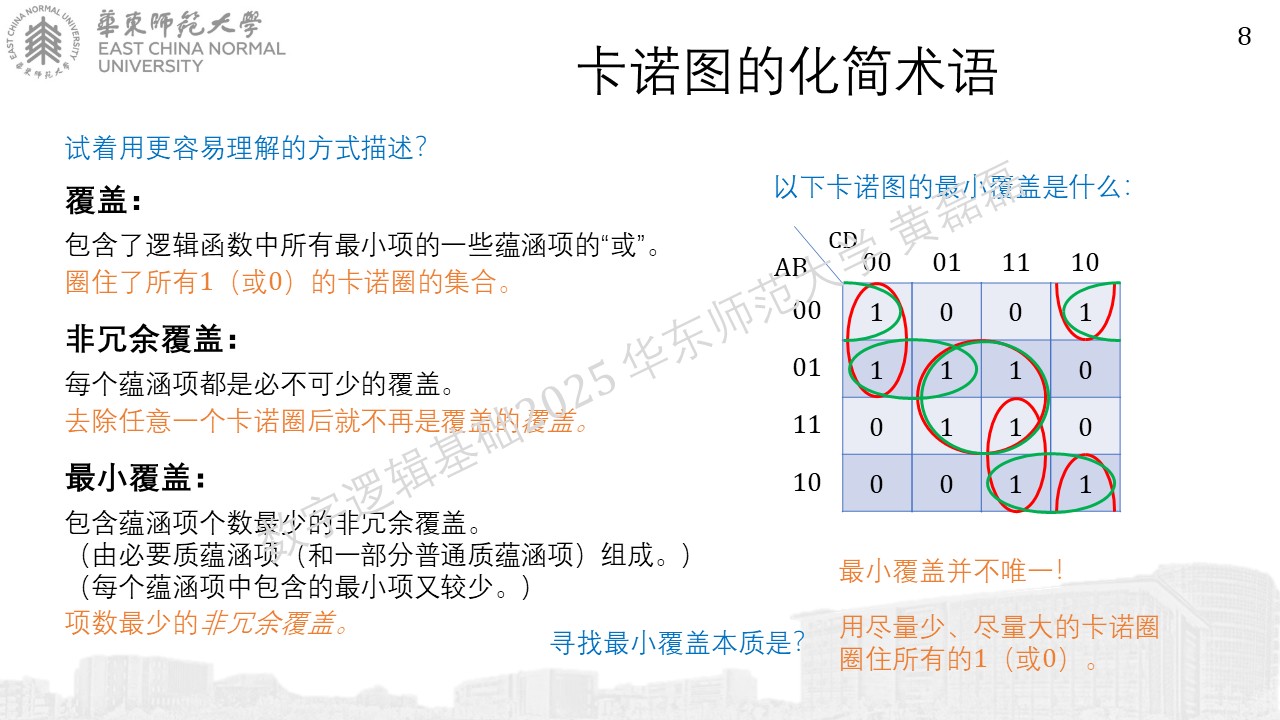 華東師范大學
EAST CHINA NORMAL
UNIVERSITY
EAST CHINA NORMAL UNIVERSITY
華東师范大学
8
卡诺图的化简术语
试着用更容易理解的方式描述?
覆盖:
包含了逻辑函数中所有最小项的一些蕴涵项的“或”。
圈住了所有1（或0）的卡诺圈的集合。
非冗余覆盖:
每个蕴涵项都是必不可少的覆盖。
去除任意一个卡诺圈后就不再是覆盖的覆盖。
最小覆盖:
包含蕴涵项个数最少的非冗余覆盖。
（由必要质蕴涵项（和一部分普通质蕴涵项）组成。）
（每个蕴涵项中包含的最小项又较少。）
项数最少的非冗余覆盖。
寻找最小覆盖本质是?
以下卡诺图的最小覆盖是什么:
CD
AB 00 01 11 10
00 1 0 0 1
01 1 1 1 0
11 0 1 1 0
10 0 0 1 1
最小覆盖并不唯一!
用尽量少、尽量大的卡诺圈
圈住所有的1（或0）。
数字逻辑基础2025 华东师范大学 黄磊磊